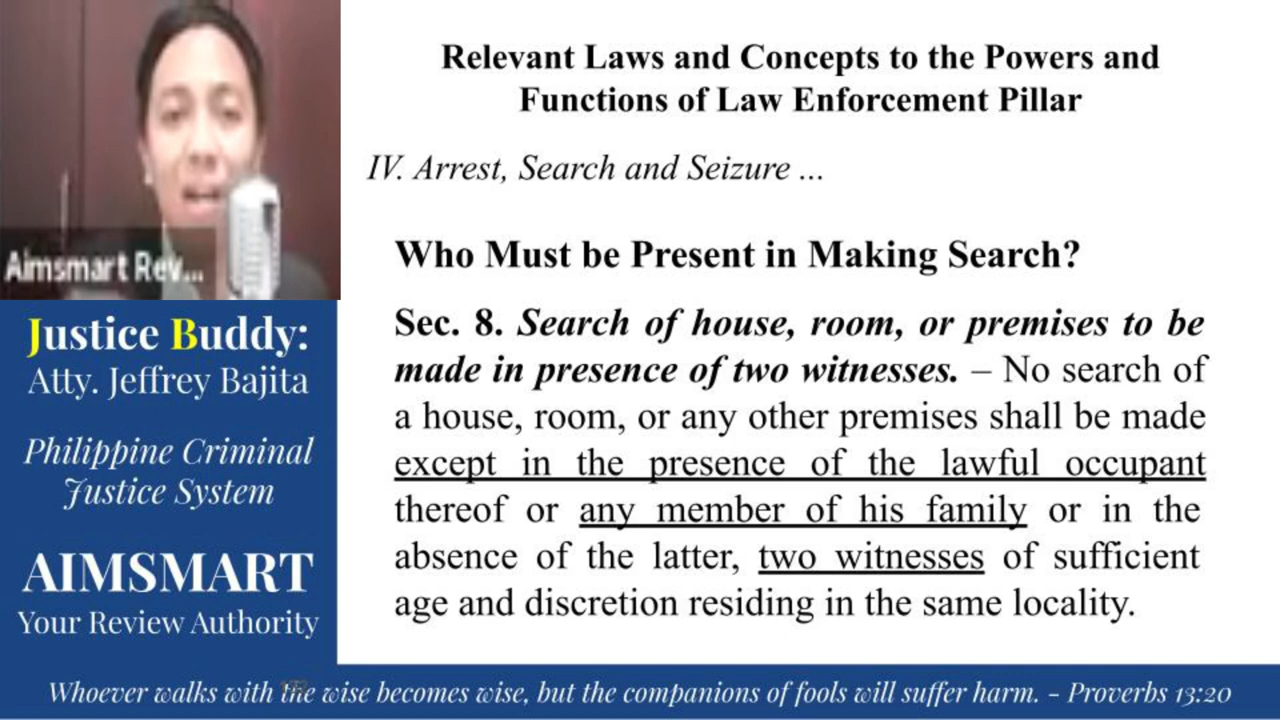 Relevant Laws and Concepts to the Powers and
Functions of Law Enforcement Pillar
IV. Arrest, Search and Seizure ...
Who Must be Present in Making Search?
Sec. 8. Search of house, room, or premises to be
made in presence of two witnesses. – No search of
a house, room, or any other premises shall be made
except in the presence of the lawful occupant
thereof or any member of his family or in the
absence of the latter, two witnesses of sufficient
age and discretion residing in the same locality.
Aimsmart Rev...
Justice Buddy:
Atty. Jeffrey Bajita
Philippine Criminal
Justice System
AIMSMART
Your Review Authority
Whoever walks with the wise becomes wise, but the companions of fools will suffer harm. – Proverbs 13:20